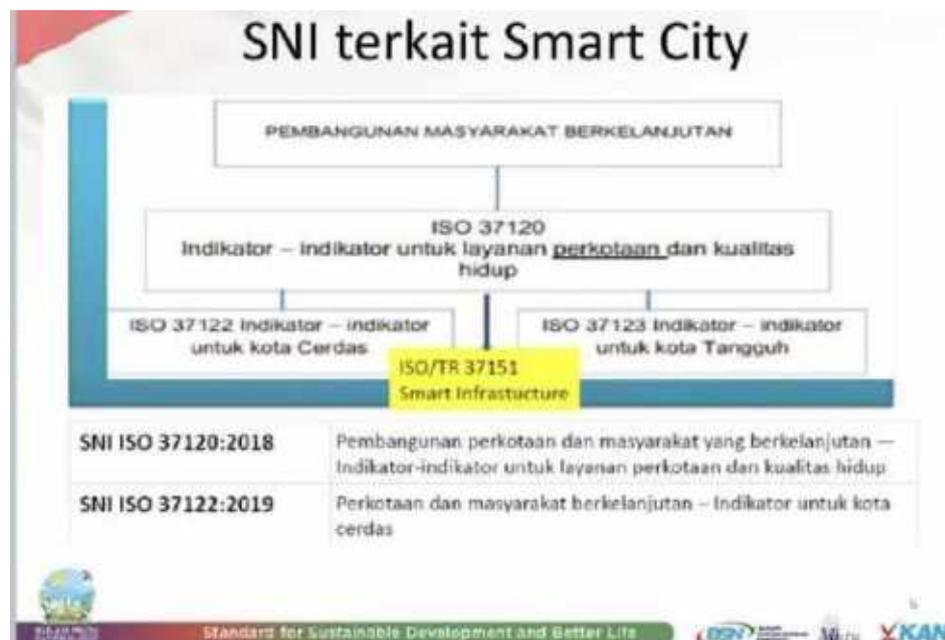 SNI terkait Smart City
PEMBANGUNAN MASYARAKAT BERKELANJUTAN
ISO 37120
Indikator – indikator untuk layanan perkotaan dan kualitas
hidup
ISO 37122 Indikator – indikator
untuk kota Cerdas
ISO 37123 Indikator – indikator
untuk kota Tangguh
ISO/TR 37151
Smart Infrastucture
SNI ISO 37120:2018
Pembangunan perkotaan dan masyarakat yang berkelanjutan —
Indikator-indikator untuk layanan perkotaan dan kualitas hidup
SNI ISO 37122:2019
Perkotaan dan masyarakat berkelanjutan – Indikator untuk kota
cerdas
Standard for Sustainable Development and Better Life
BSN
KAN